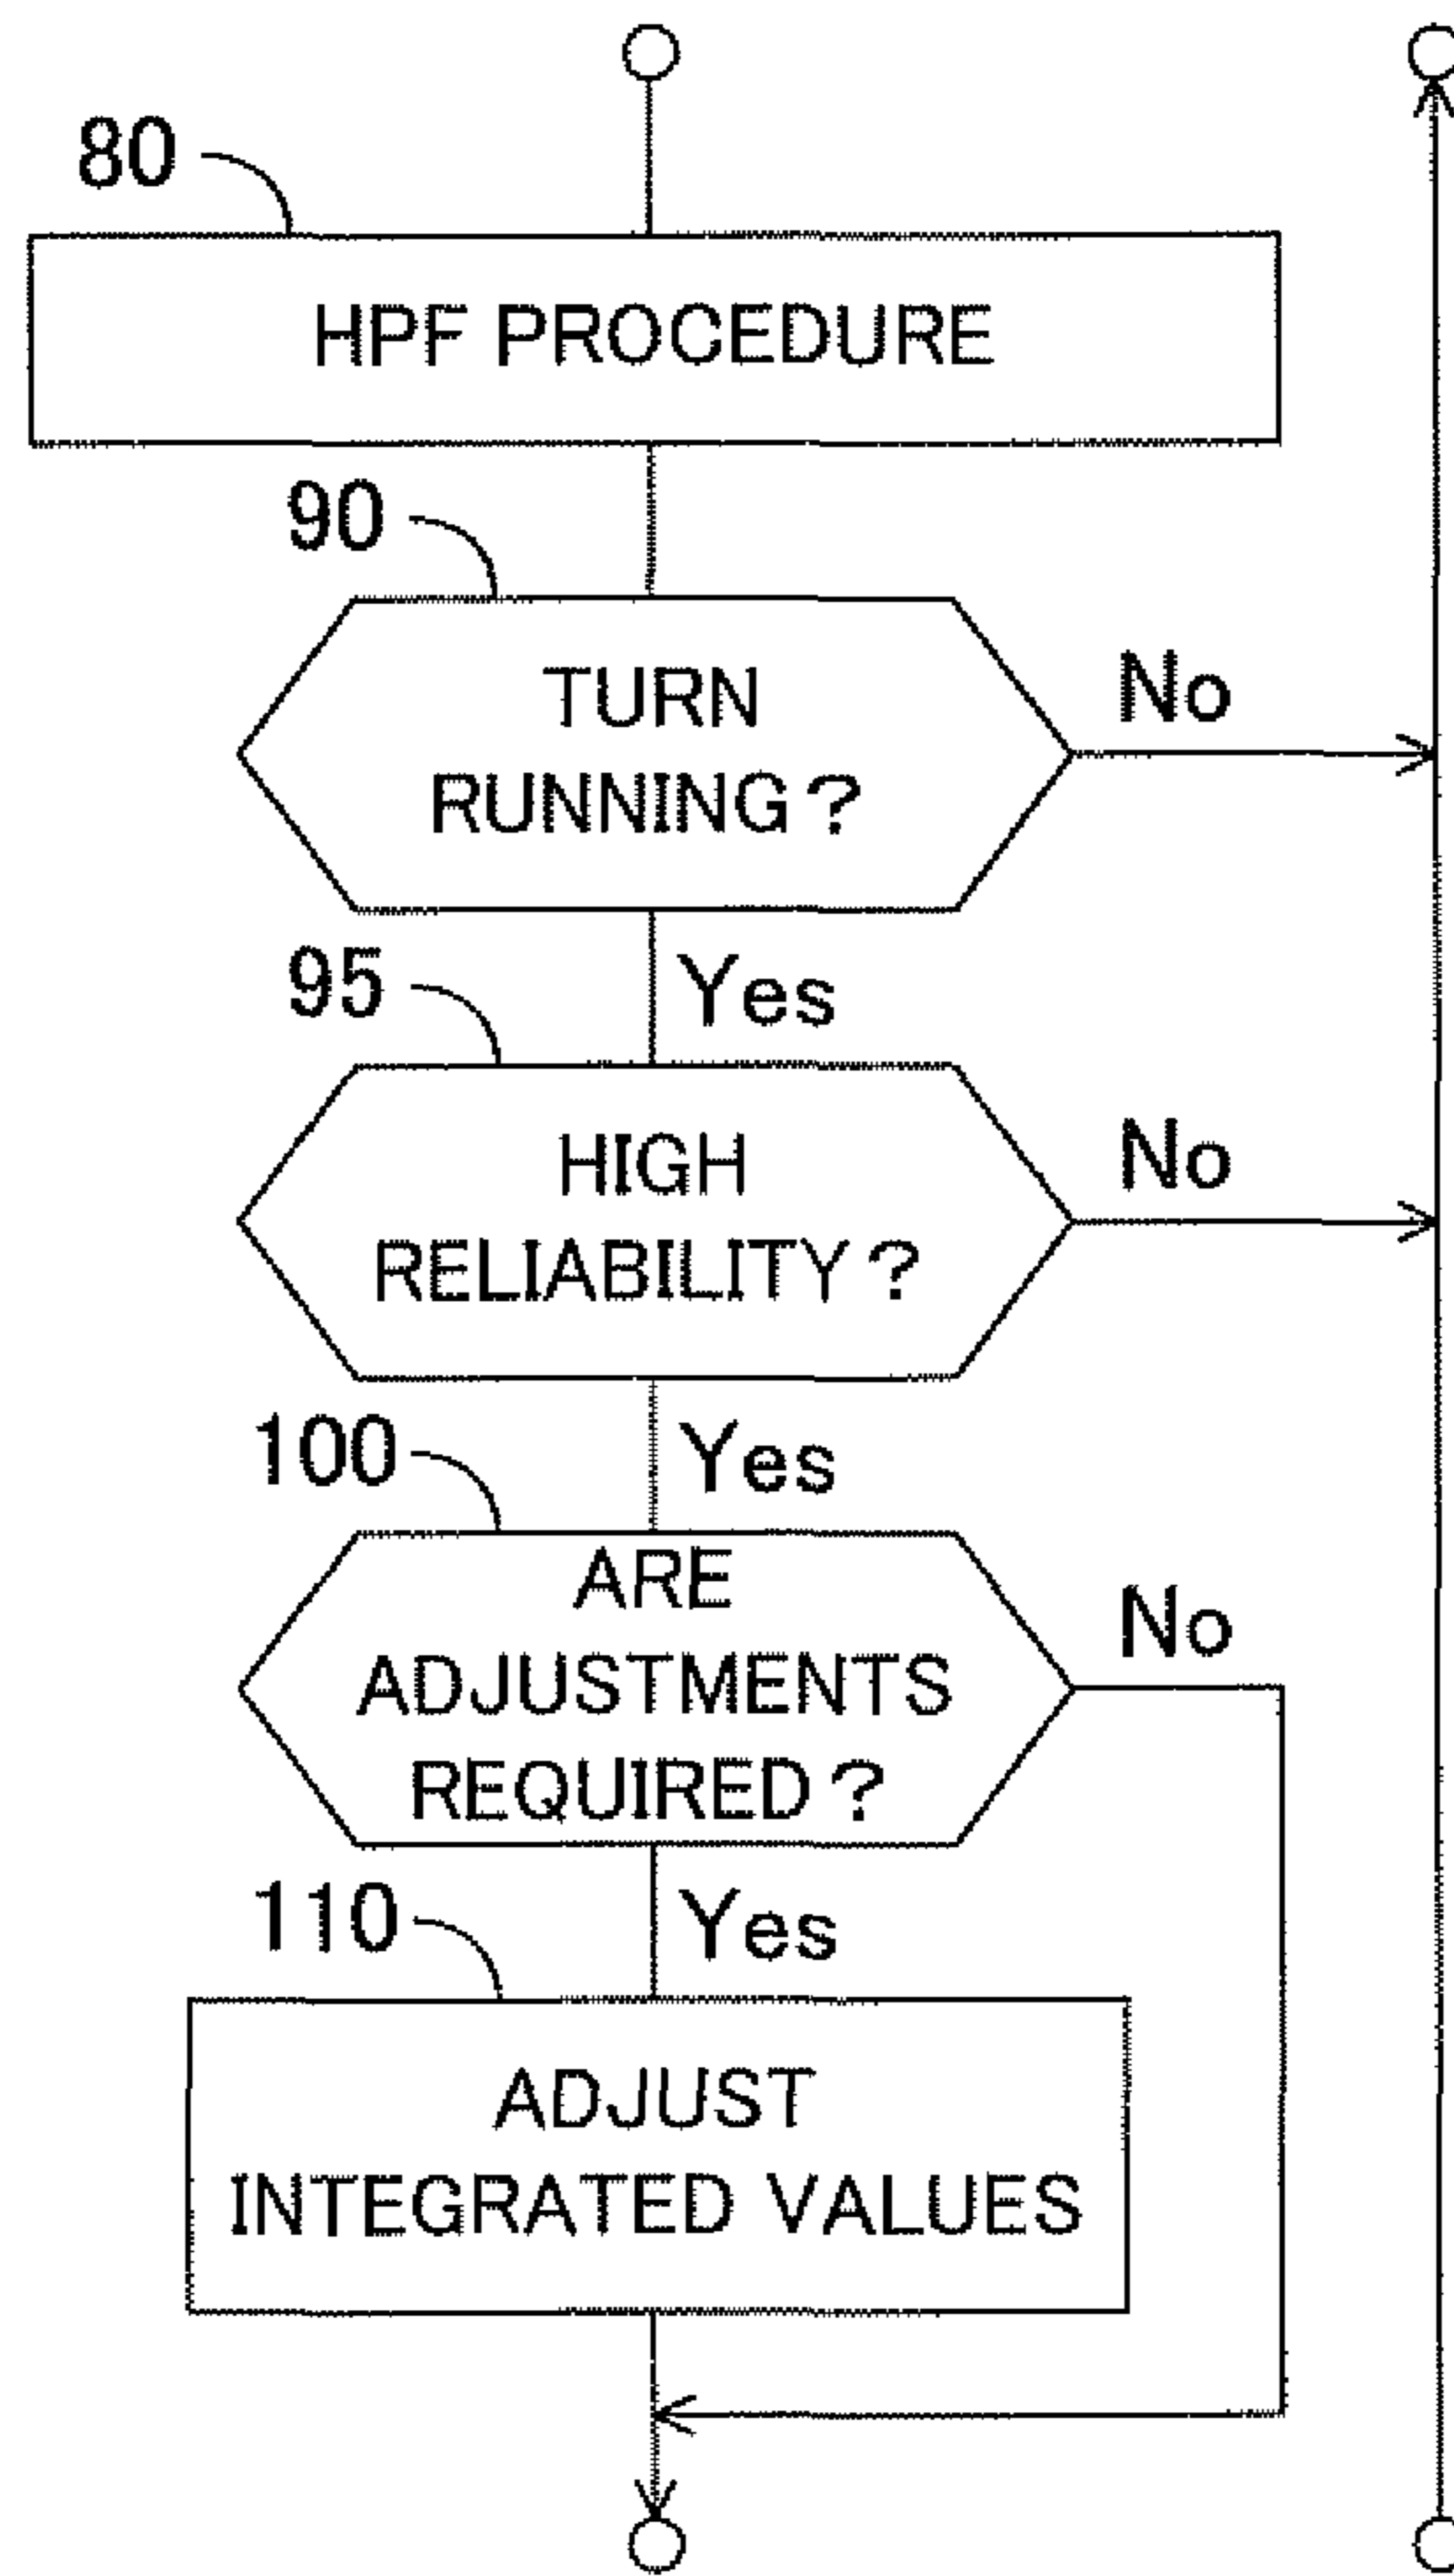 80
HPF PROCEDURE
90
TURN
RUNNING?
No
Yes
95
HIGH
RELIABILITY?
No
Yes
100
ARE
ADJUSTMENTS
REQUIRED?
No
Yes
110
ADJUST
INTEGRATED VALUES